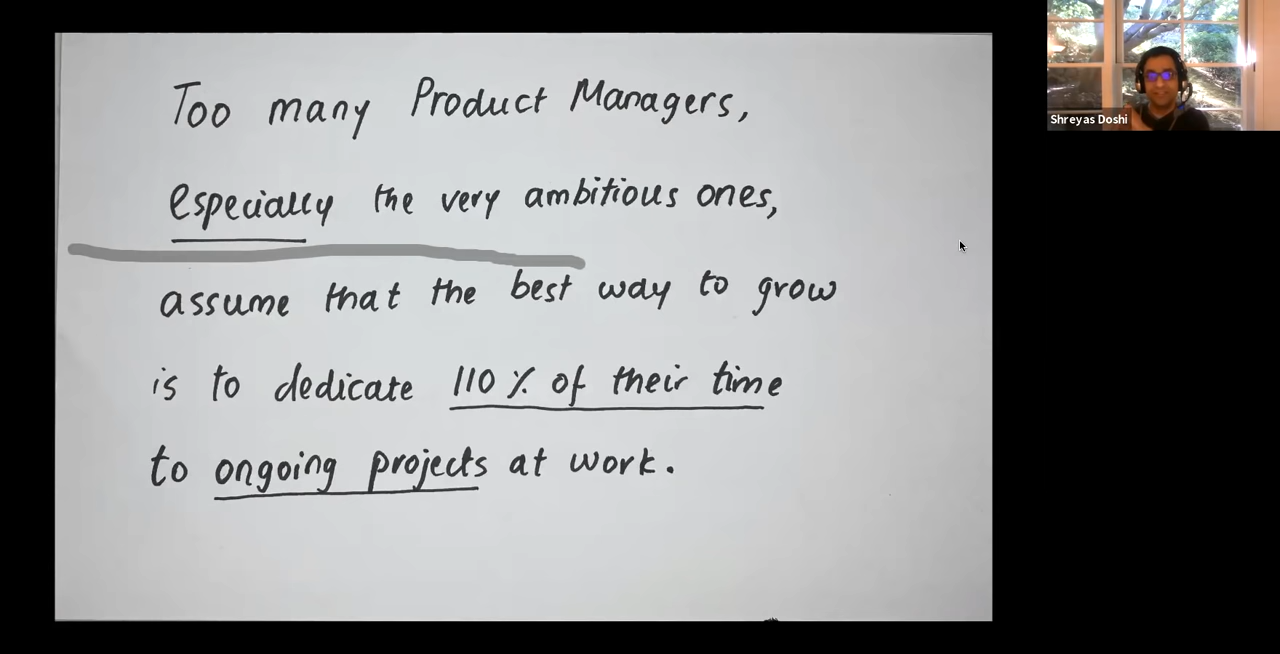 Too many Product Managers,
especially the very ambitious ones,
assume that the best way to grow
is to dedicate 110% of their time
to ongoing projects at work.
Shreyas Doshi